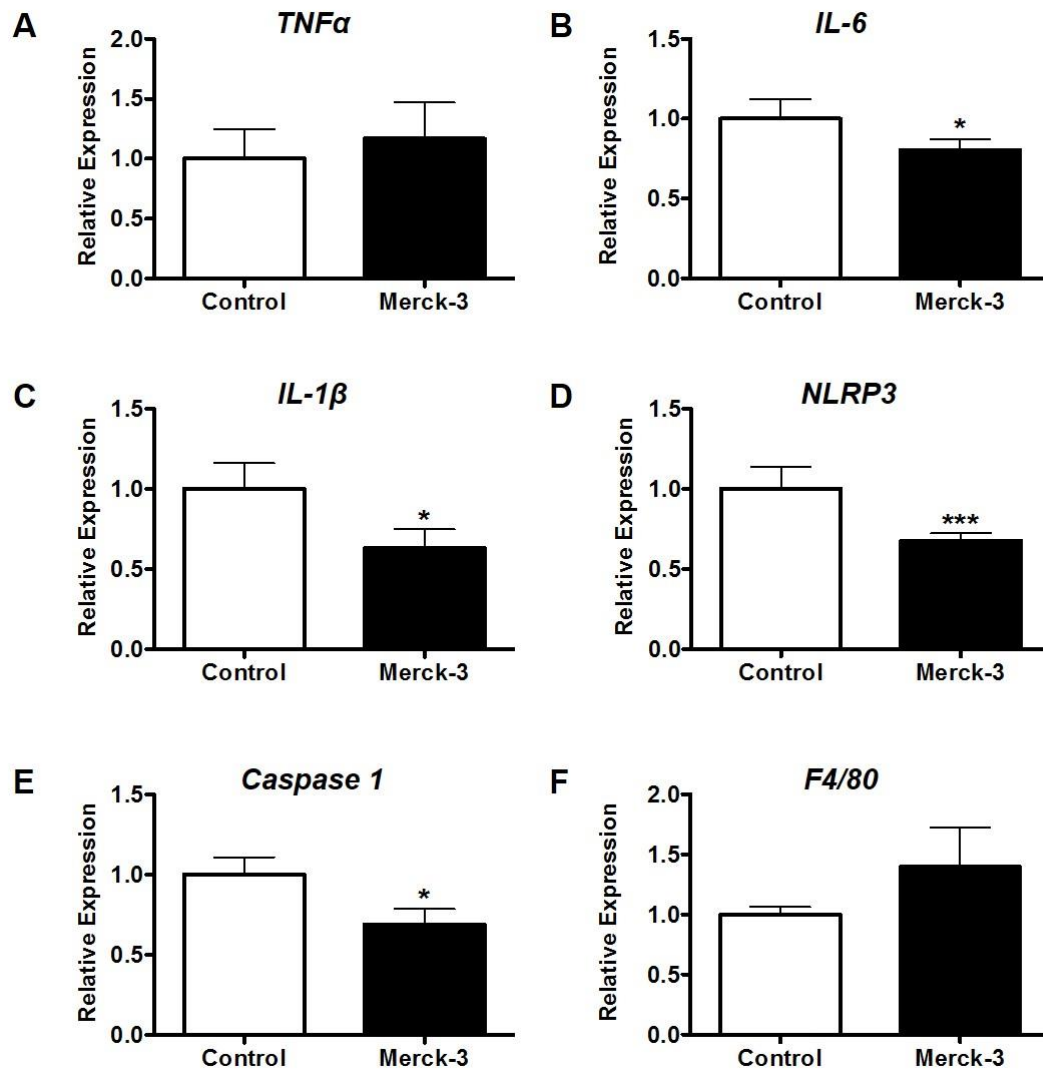 A
TNFα
Relative Expression
2.0
1.5
1.0
0.5
0.0
Control Merck-3
B
IL-6
Relative Expression
1.5
1.0
0.5
0.0
*
Control Merck-3
C
IL-1β
Relative Expression
1.5
1.0
0.5
0.0
*
Control Merck-3
D
NLRP3
Relative Expression
1.5
1.0
0.5
0.0
***
Control Merck-3
E
Caspase 1
Relative Expression
1.5
1.0
0.5
0.0
*
Control Merck-3
F
F4/80
Relative Expression
2.0
1.5
1.0
0.5
0.0
Control Merck-3